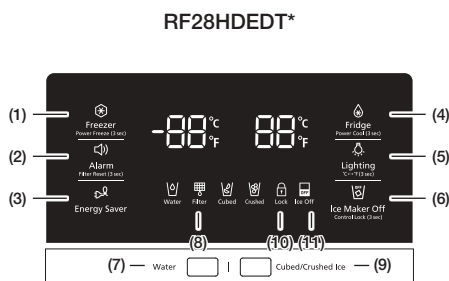 RF28HDEDT*
(1)
Freezer
Power Freeze (3 sec)
(2)
Alarm
Filter Reset (3 sec)
(3)
Energy Saver
-88 °C °F
88 °C °F
(4)
Fridge
Power Cool (3 sec)
(5)
Lighting
°C↔°F(3 sec)
(6)
OFF
Ice Maker Off
Control Lock (3 sec)
OFF
Water Filter Cubed Crushed Lock Ice Off
(8) (10) (11)
(7) Water Cubed/Crushed Ice (9)